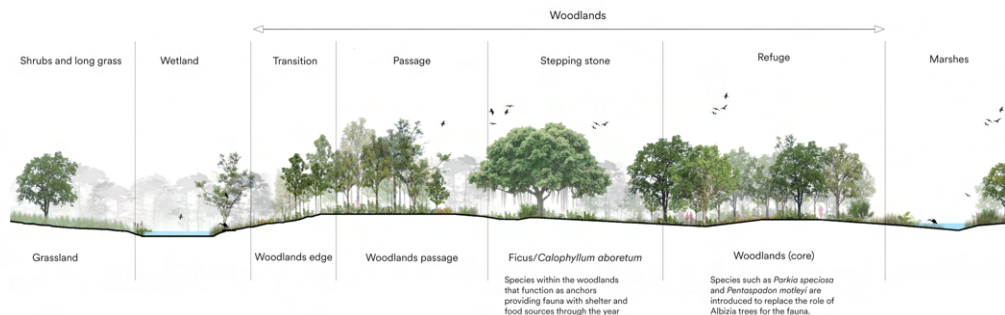 Woodlands
Shrubs and long grass
Wetland
Transition
Passage
Stepping stone
Refuge
Marshes
Grassland
Woodlands edge
Woodlands passage
Ficus/Calophyllum aboretum
Species within the woodlands
that function as anchors
providing fauna with shelter and
food sources through the year
Woodlands (core)
Species such as Parkia speciosa
and Pentaspadon motleyi are
introduced to replace the role of
Albizia trees for the fauna.